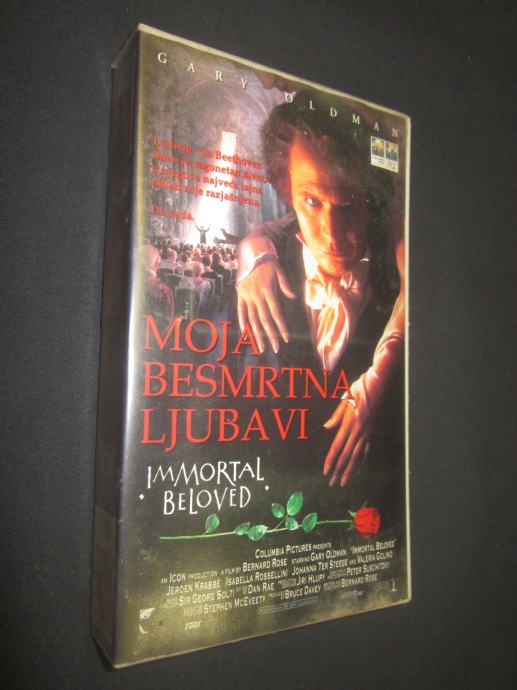 GARY OLDMAN
Ludwig van Beethoven
imao je zagonetan život,
a njegova najveća tajna
nikad nije razjašnjena.
Do sada.
MOJA
BESMRTNA
LJUBAVI
IMMORTAL
• BELOVED •
COLUMBIA PICTURES PRESENTS
AN ICON PRODUCTION A FILM BY BERNARD ROSE STARRING GARY OLDMAN "IMMORTAL BELOVED"
JEROEN KRABBÉ ISABELLA ROSSELLINI JOHANNA TER STEEGE AND VALERIA GOLINO
SIR GEORG SOLTI DAN RAE JIRI HLUPY PETER SUSCHITZKY
STEPHEN MCEVEETY BRUCE DAVEY BERNARD ROSE